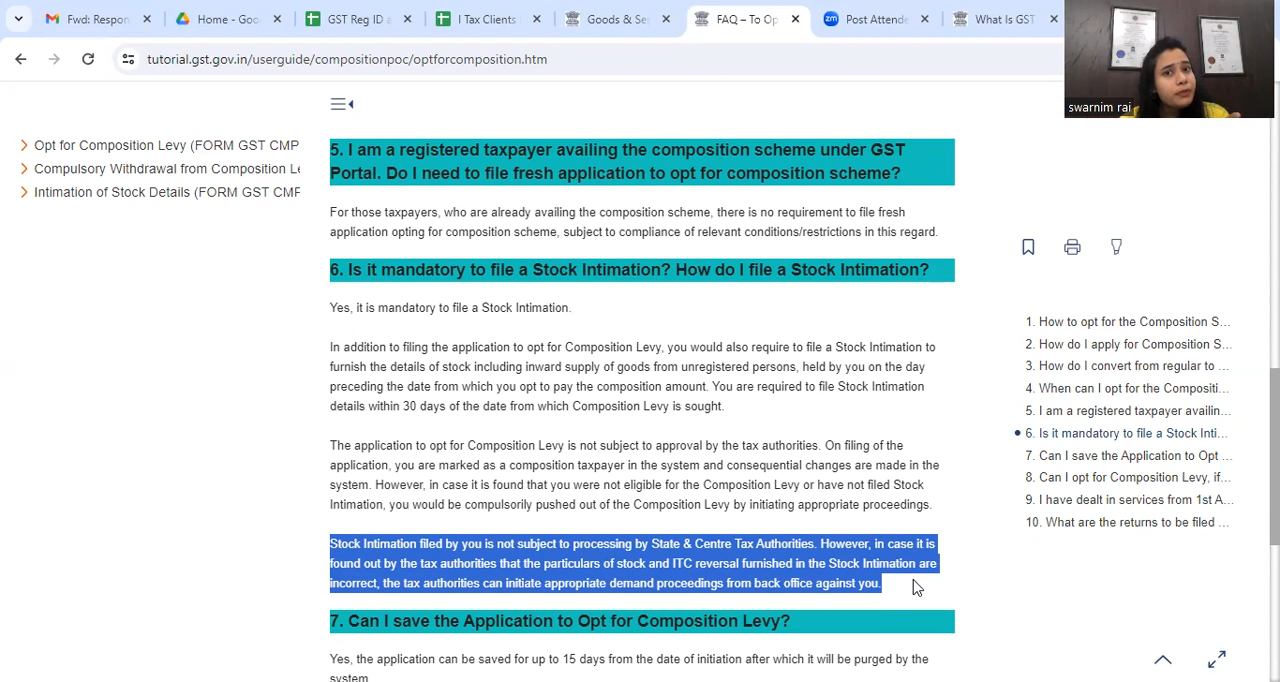 Fwd: Respon
Home - Goo
GST Reg ID a
I Tax Clients
Goods & Se
FAQ – To Op
zm
Post Attende
What Is GST
tutorial.gst.gov.in/userguide/compositionpoc/optforcomposition.htm
swarnim rai
Opt for Composition Levy (FORM GST CMP
Compulsory Withdrawal from Composition Le
Intimation of Stock Details (FORM GST CMP
5. I am a registered taxpayer availing the composition scheme under GST
Portal. Do I need to file fresh application to opt for composition scheme?
For those taxpayers, who are already availing the composition scheme, there is no requirement to file fresh
application opting for composition scheme, subject to compliance of relevant conditions/restrictions in this regard.
6. Is it mandatory to file a Stock Intimation? How do I file a Stock Intimation?
Yes, it is mandatory to file a Stock Intimation.
In addition to filing the application to opt for Composition Levy, you would also require to file a Stock Intimation to
furnish the details of stock including inward supply of goods from unregistered persons, held by you on the day
preceding the date from which you opt to pay the composition amount. You are required to file Stock Intimation
details within 30 days of the date from which Composition Levy is sought.
The application to opt for Composition Levy is not subject to approval by the tax authorities. On filing of the
application, you are marked as a composition taxpayer in the system and consequential changes are made in the
system. However, in case it is found that you were not eligible for the Composition Levy or have not filed Stock
Intimation, you would be compulsorily pushed out of the Composition Levy by initiating appropriate proceedings.
Stock Intimation filed by you is not subject to processing by State & Centre Tax Authorities. However, in case it is
found out by the tax authorities that the particulars of stock and ITC reversal furnished in the Stock Intimation are
incorrect, the tax authorities can initiate appropriate demand proceedings from back office against you.
7. Can I save the Application to Opt for Composition Levy?
Yes, the application can be saved for up to 15 days from the date of initiation after which it will be purged by the
system.
1. How to opt for the Composition S...
2. How do I apply for Composition S...
3. How do I convert from regular to ...
4. When can I opt for the Compositi...
5. I am a registered taxpayer availin...
6. Is it mandatory to file a Stock Inti...
7. Can I save the Application to Opt ...
8. Can I opt for Composition Levy, if...
9. I have dealt in services from 1st A...
10. What are the returns to be filed ...